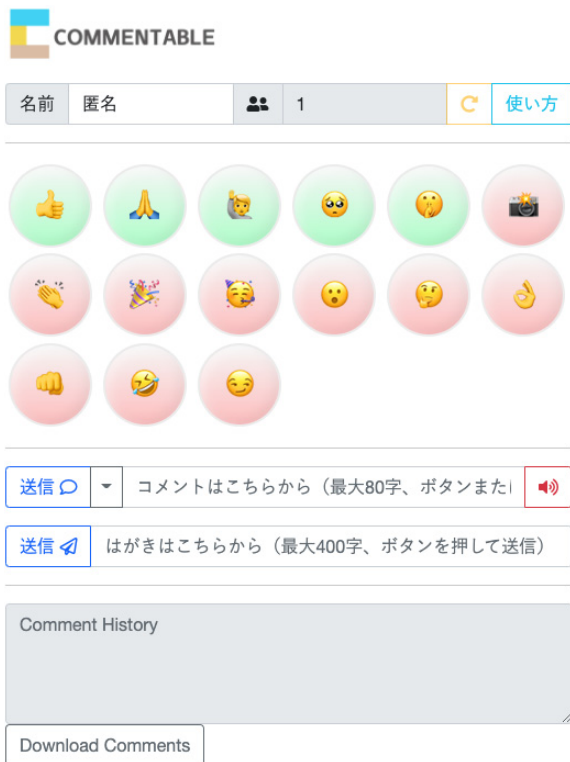 COMMENTABLE
名前 匿名 1 使い方
送信 コメントはこちらから（最大80字、ボタンまた
送信 はがきはこちらから（最大400字、ボタンを押して送信）
Comment History
Download Comments